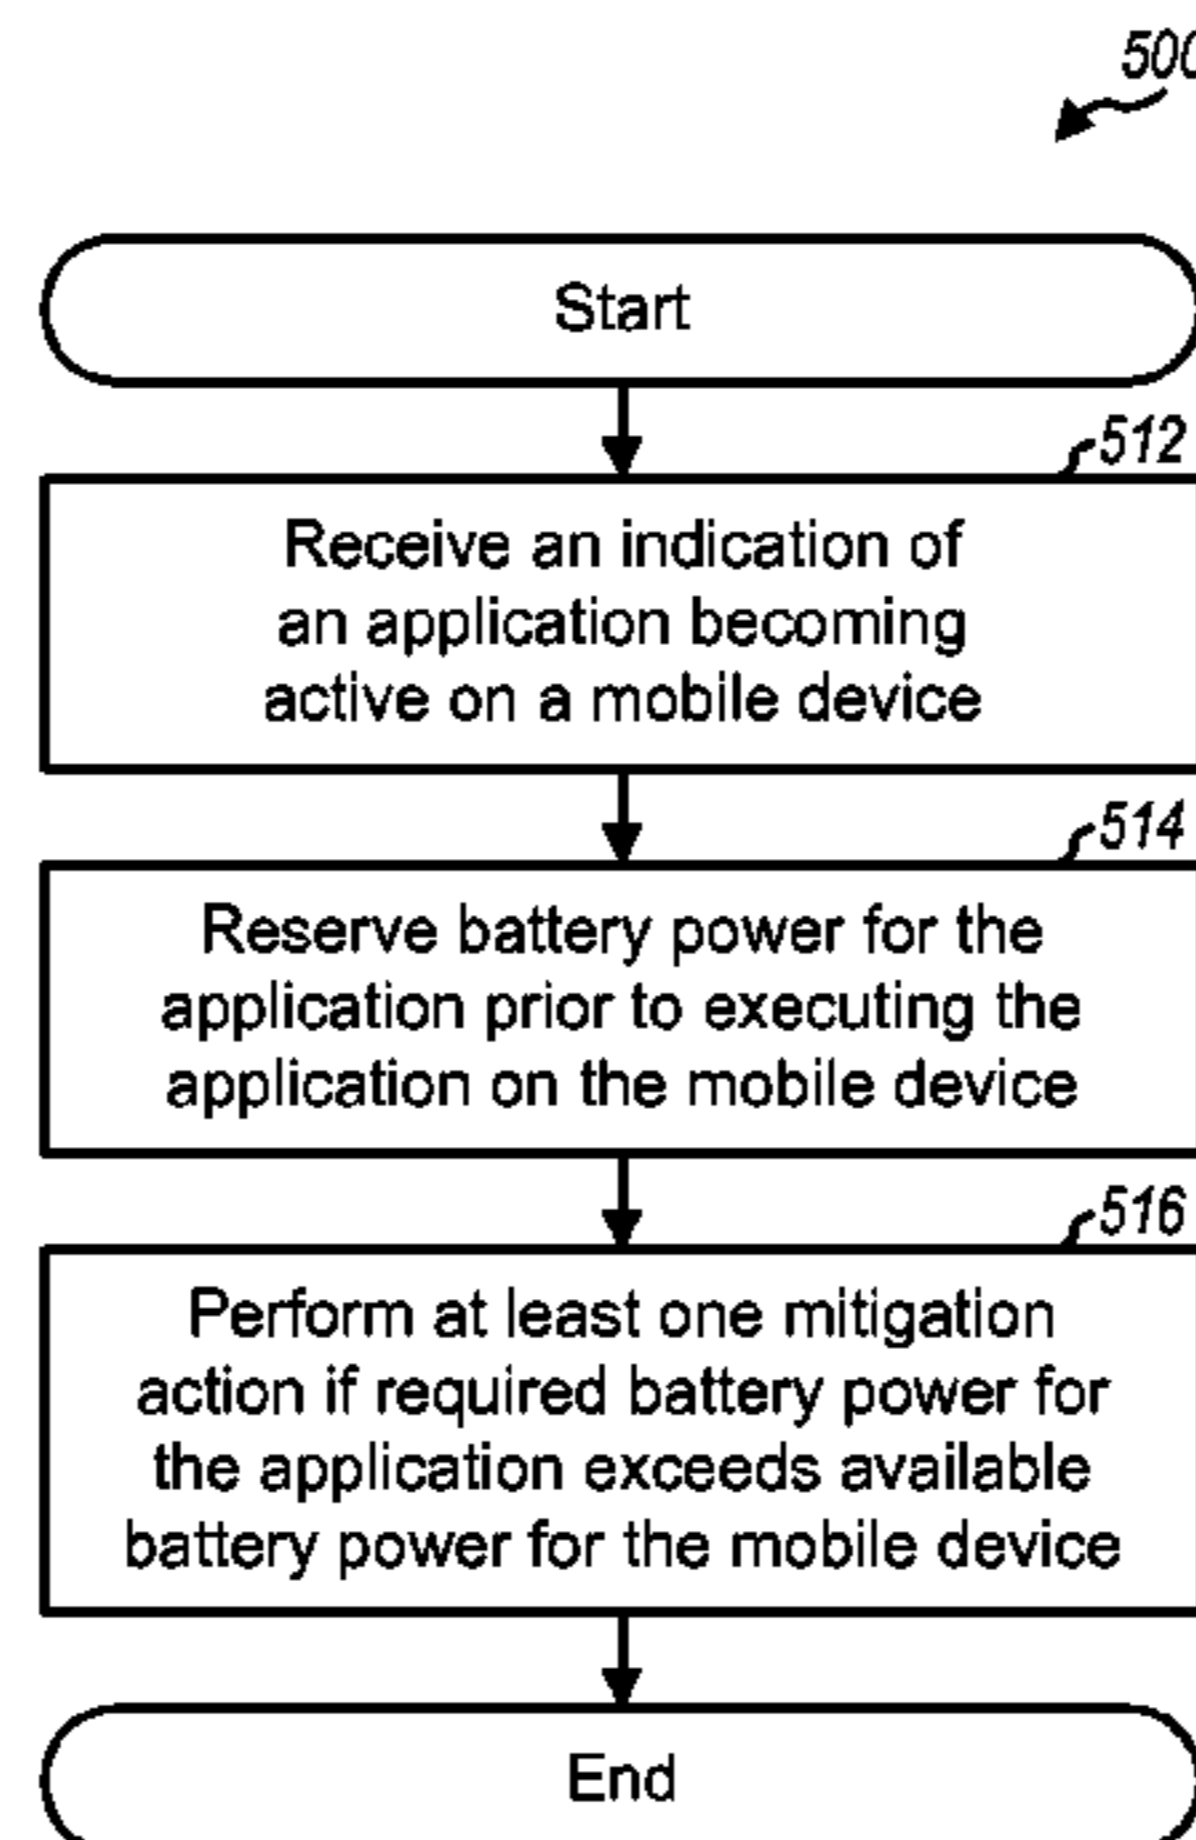 500
Start
512
Receive an indication of
an application becoming
active on a mobile device
514
Reserve battery power for the
application prior to executing the
application on the mobile device
516
Perform at least one mitigation
action if required battery power for
the application exceeds available
battery power for the mobile device
End